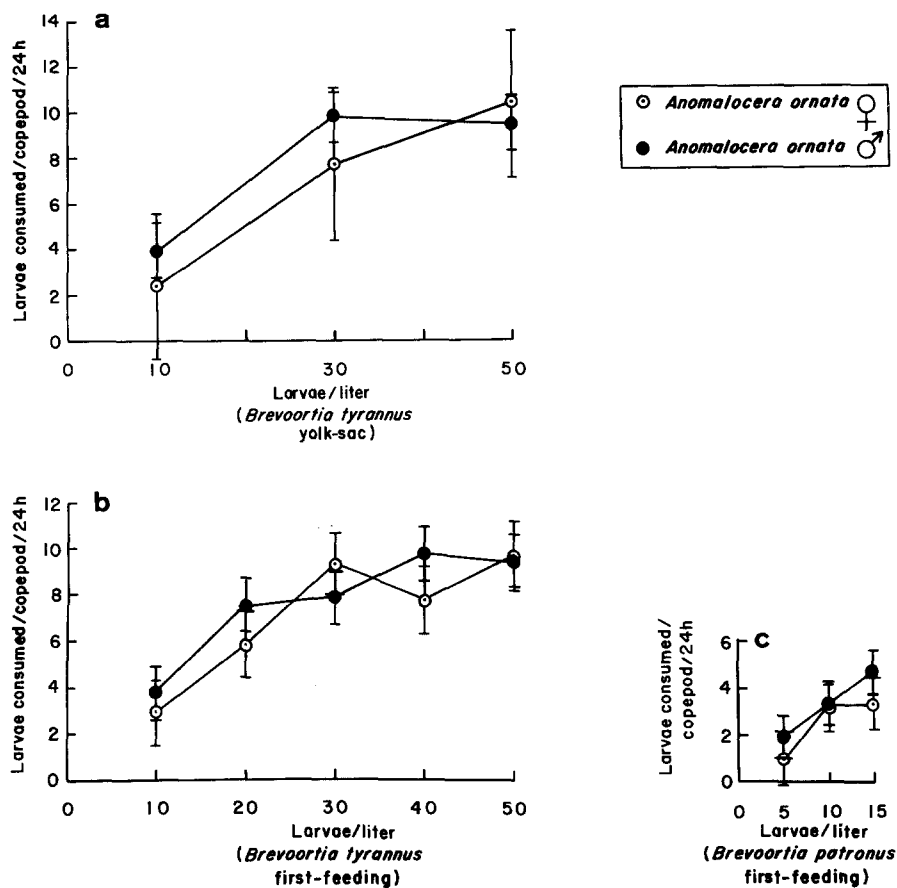 a
14
12
10
8
6
4
2
0
Larvae consumed/copepod/24h
0 10 30 50
Larvae/liter
(Brevoortia tyrannus
yolk-sac)
Anomalocera ornata ♀
Anomalocera ornata ♂
b
12
10
8
6
4
2
0
Larvae consumed/copepod/24h
0 10 20 30 40 50
Larvae/liter
(Brevoortia tyrannus
first-feeding)
c
6
4
2
0
Larvae consumed/
copepod/24h
0 5 10 15
Larvae/liter
(Brevoortia patronus
first-feeding)